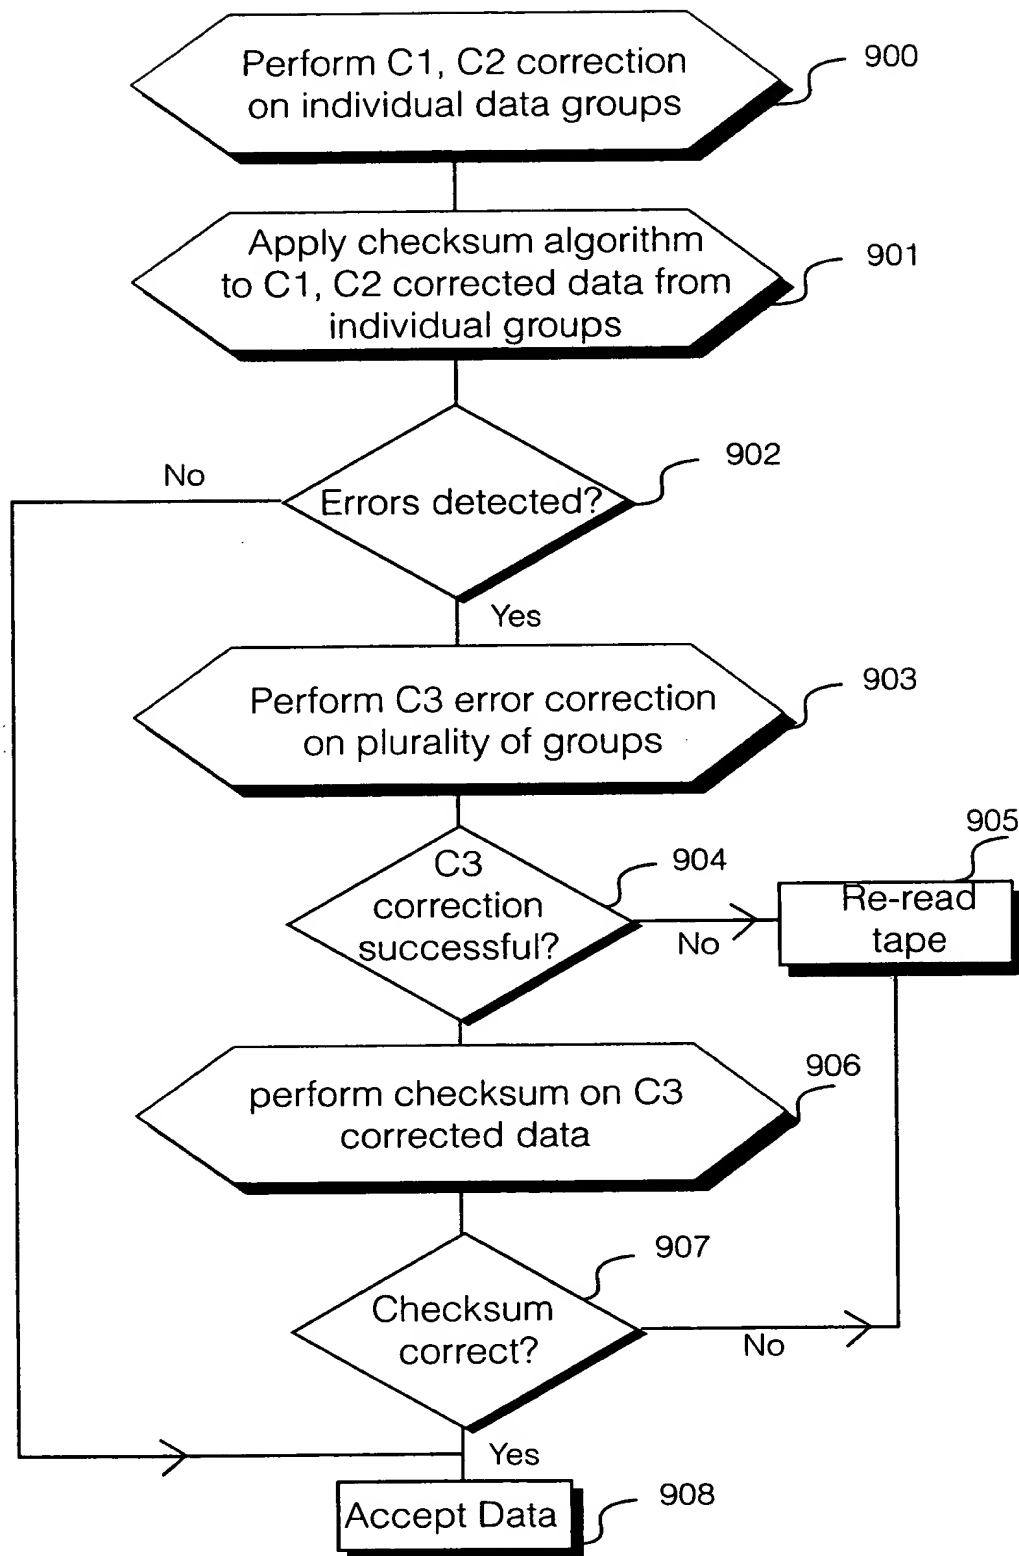 Perform C1, C2 correction
on individual data groups
900
Apply checksum algorithm
to C1, C2 corrected data from
individual groups
901
Errors detected?
902
No
Yes
Perform C3 error correction
on plurality of groups
903
C3
correction
successful?
904
No
905
Re-read
tape
perform checksum on C3
corrected data
906
Checksum
correct?
907
No
Yes
Accept Data
908